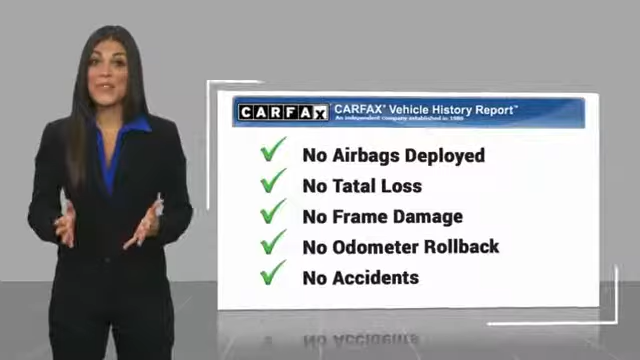 CARFAX CARFAX® Vehicle History Report™
An Independent Company established in 1986
No Airbags Deployed
No Tatal Loss
No Frame Damage
No Odometer Rollback
No Accidents